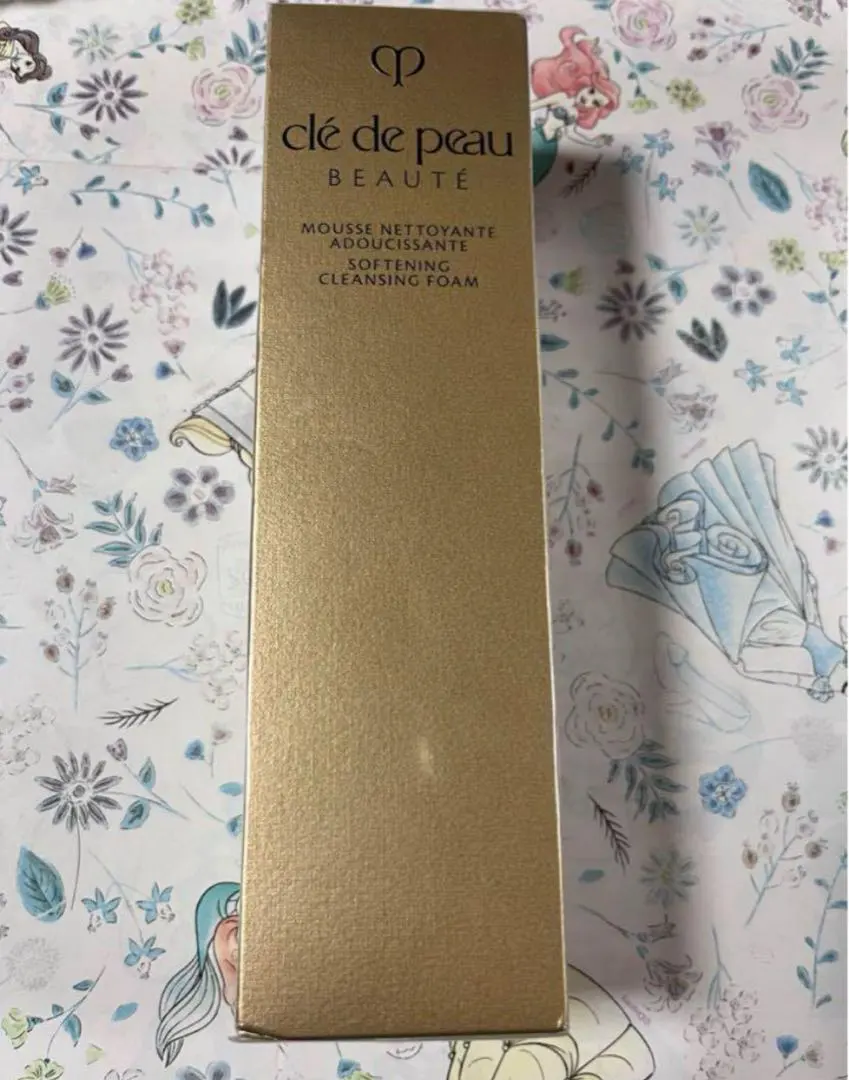 clé de peau
BEAUTÉ
MOUSSE NETTOYANTE
ADOUCISSANTE
SOFTENING
CLEANSING FOAM